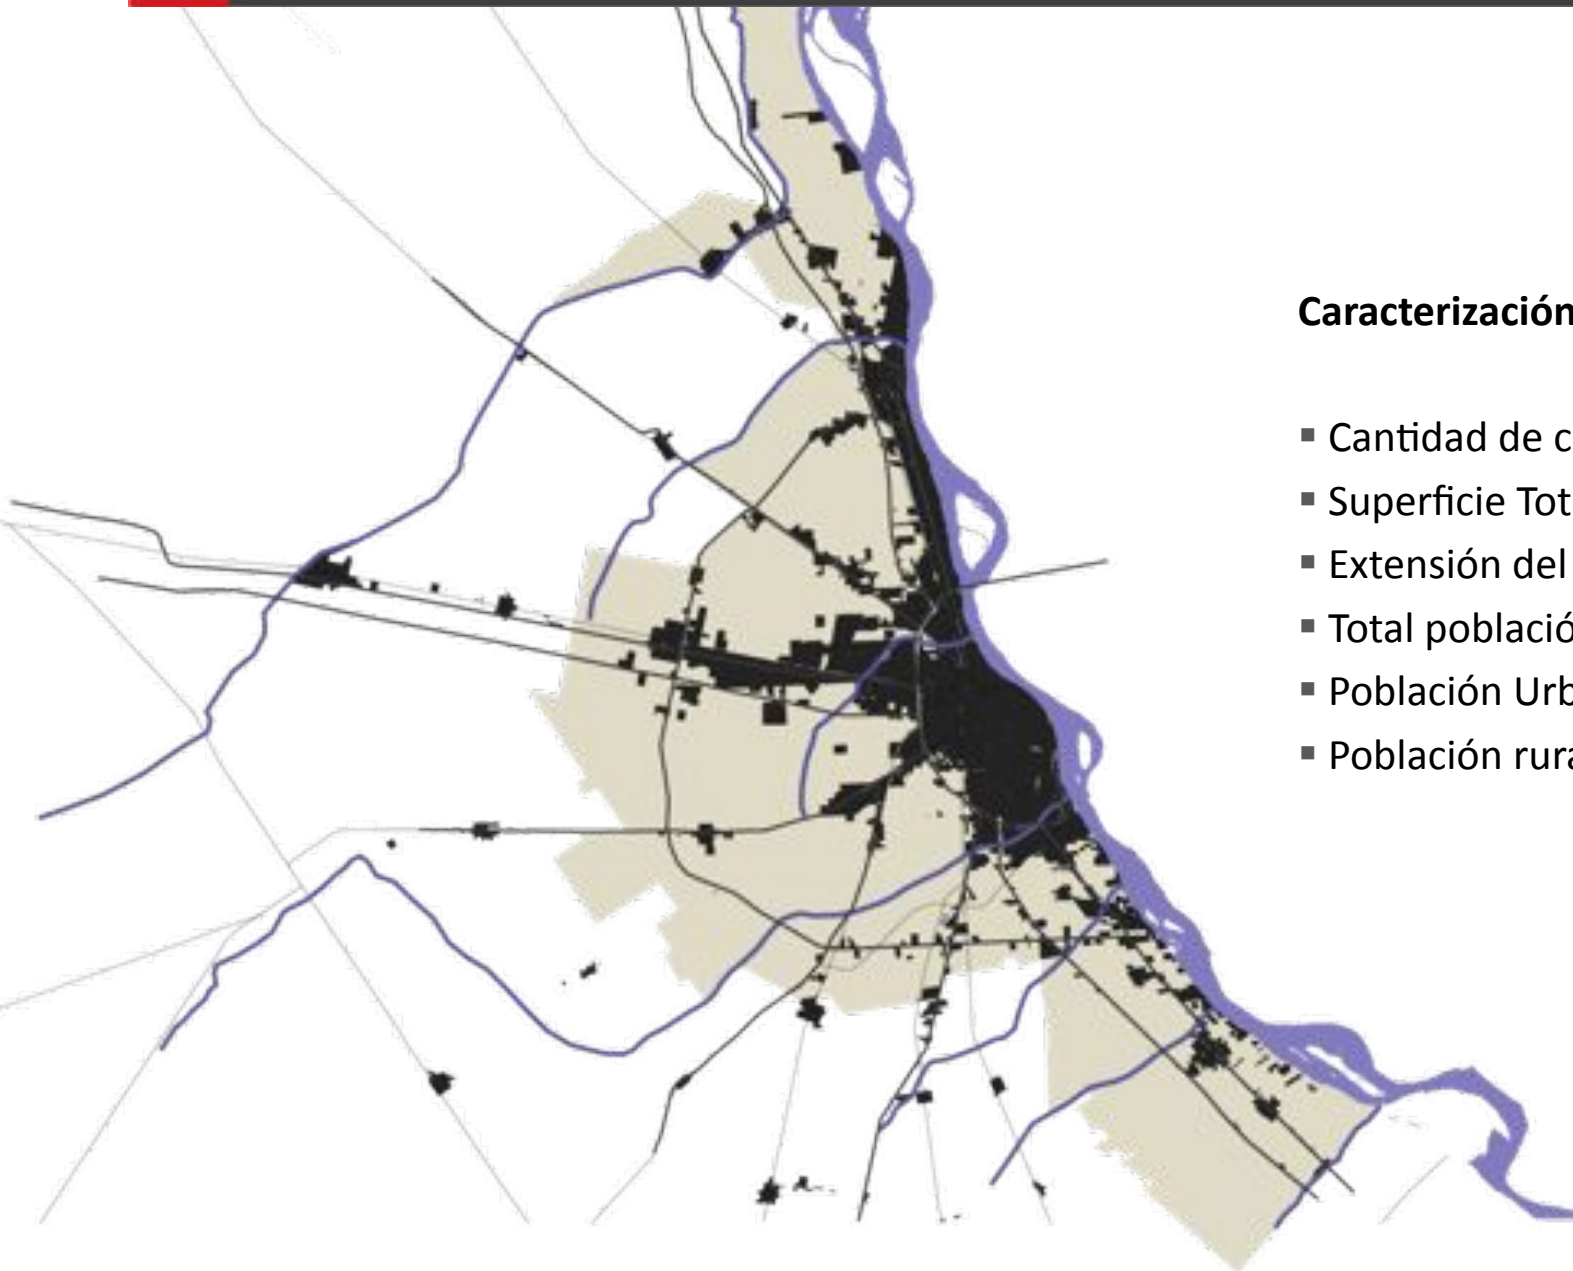 Caracterización
▪ Cantidad de c
▪ Superficie Tot
▪ Extensión del
▪ Total població
▪ Población Urb
▪ Población rura